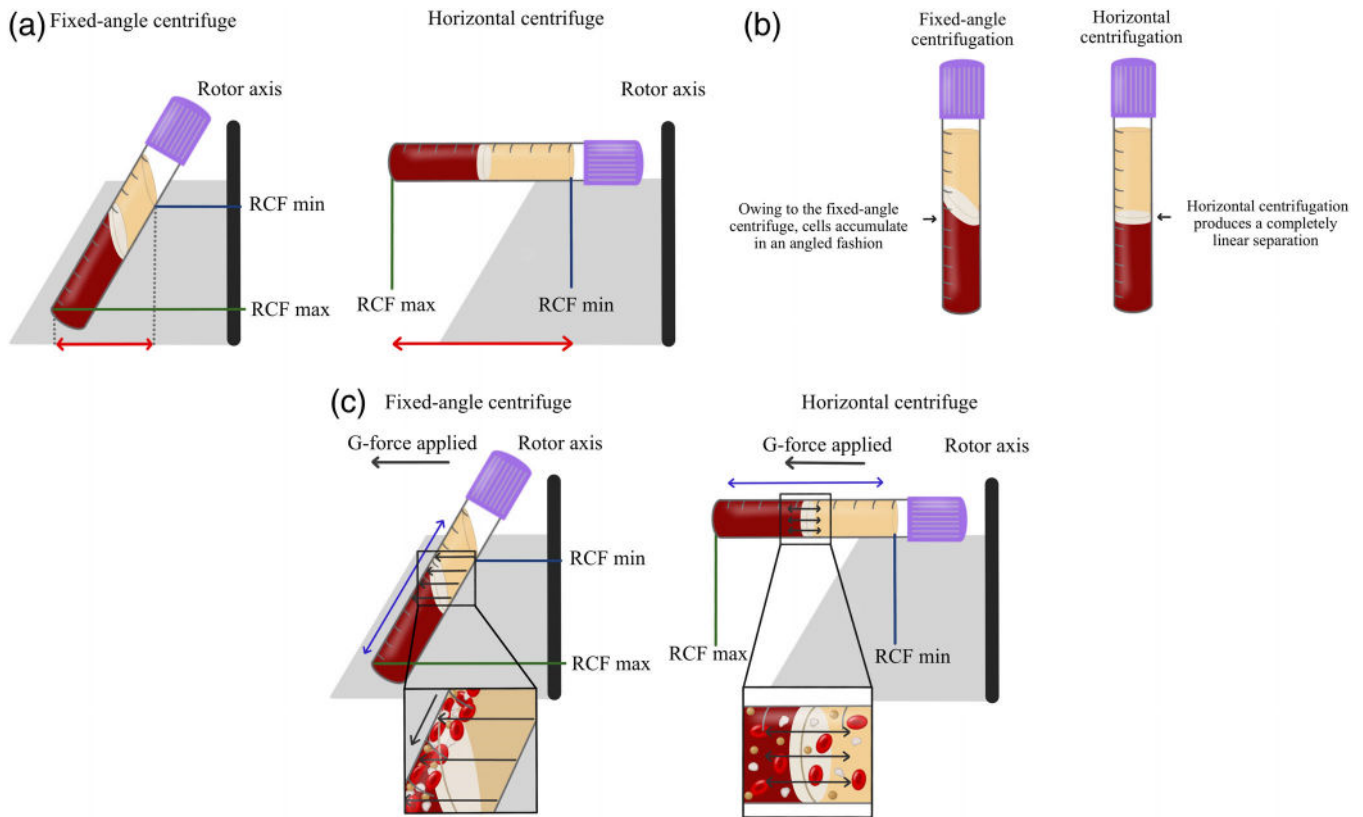 (a)
Fixed-angle centrifuge
Horizontal centrifuge
Rotor axis
Rotor axis
RCF min
RCF max
RCF max
RCF min
(b)
Fixed-angle
centrifugation
Horizontal
centrifugation
Owing to the fixed-angle
centrifuge, cells accumulate
in an angled fashion
Horizontal centrifugation
produces a completely
linear separation
(c)
Fixed-angle centrifuge
G-force applied
Rotor axis
RCF min
RCF max
Horizontal centrifuge
G-force applied
Rotor axis
RCF max
RCF min